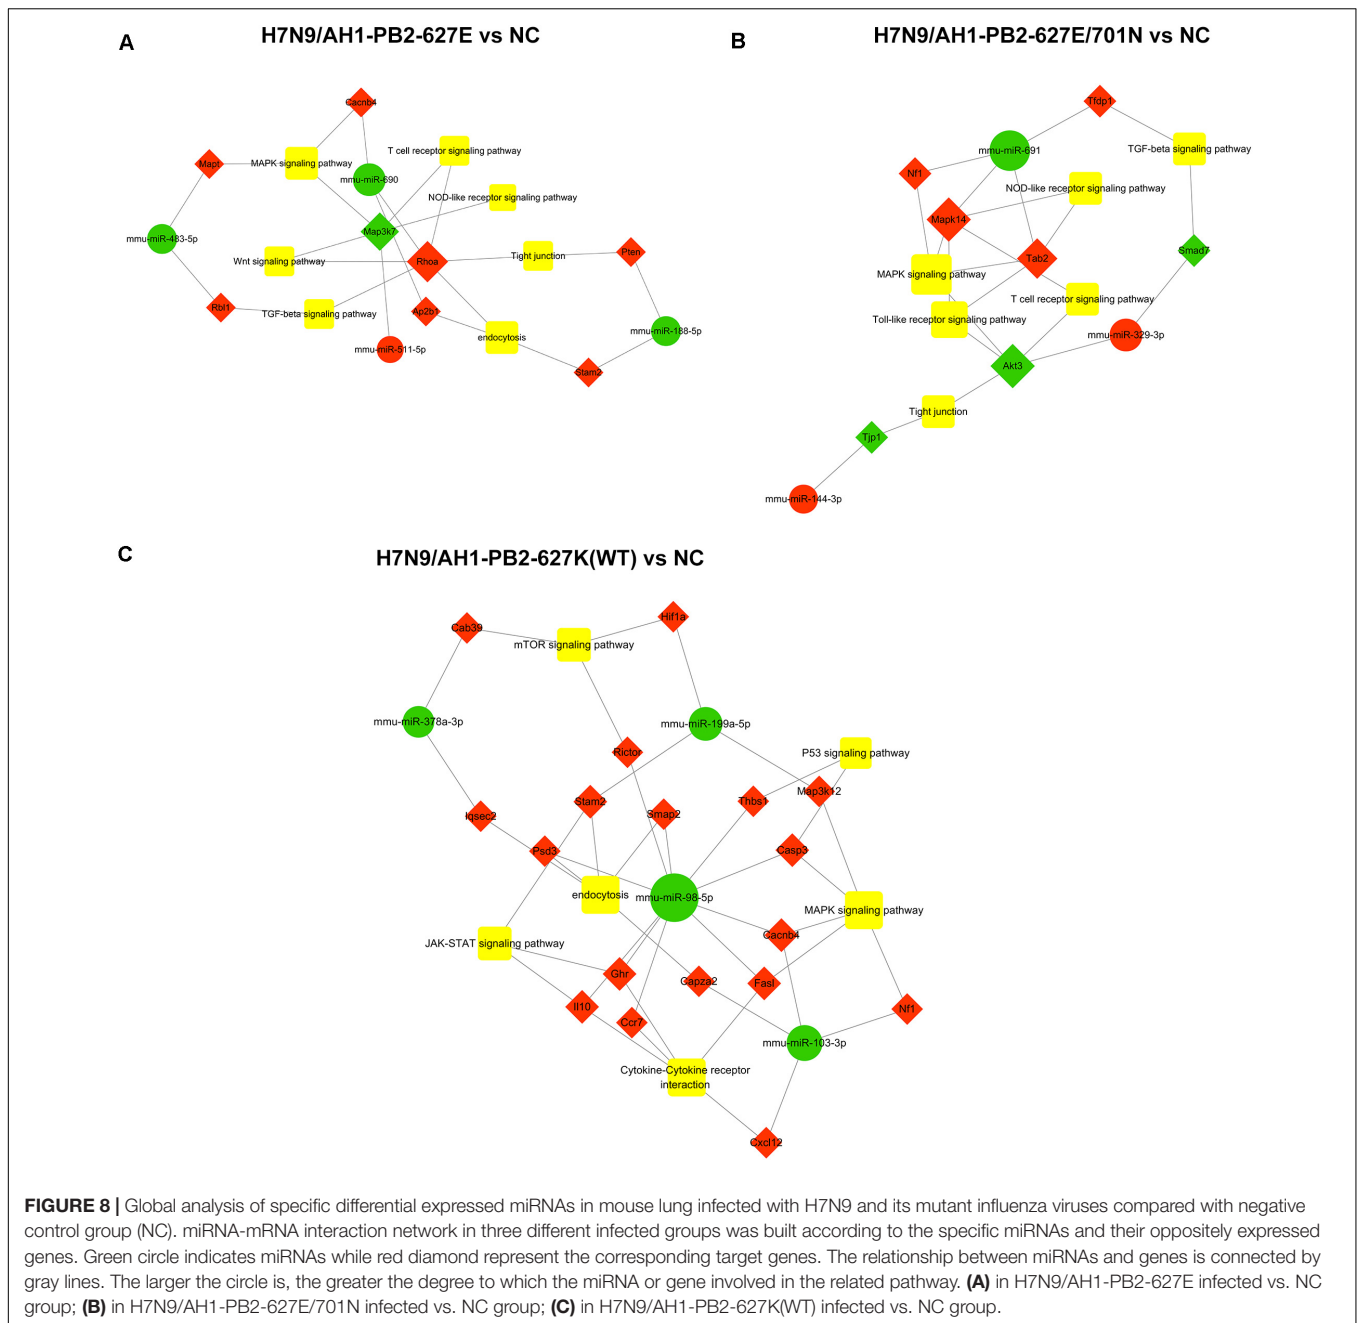 A
H7N9/AH1-PB2-627E vs NC
Cacnb4
Mapt
MAPK signaling pathway
T cell receptor signaling pathway
mmu-miR-690
NOD-like receptor signaling pathway
mmu-miR-483-5p
Map3k7
Wnt signaling pathway
Rhoa
Tight junction
Pten
Rbl1
TGF-beta signaling pathway
Ap2b1
endocytosis
mmu-miR-188-5p
mmu-miR-511-5p
Stam2
B
H7N9/AH1-PB2-627E/701N vs NC
Tfdp1
mmu-miR-691
TGF-beta signaling pathway
Nf1
NOD-like receptor signaling pathway
Mapk14
Smad7
Tab2
MAPK signaling pathway
T cell receptor signaling pathway
Toll-like receptor signaling pathway
mmu-miR-329-3p
Akt3
Tight junction
Tjp1
mmu-miR-144-3p
C
H7N9/AH1-PB2-627K(WT) vs NC
Hif1a
Cab39
mTOR signaling pathway
mmu-miR-378a-3p
mmu-miR-199a-5p
Rictor
P53 signaling pathway
Stam2
Thbs1
Map3k12
Iqsec2
Smap2
Psd3
Casp3
endocytosis
mmu-miR-98-5p
MAPK signaling pathway
Cacnb4
JAK-STAT signaling pathway
Ghr
Capza2
Fasl
Il10
Ccr7
Nf1
mmu-miR-103-3p
Cytokine-Cytokine receptor
interaction
Cxcl12
FIGURE 8 | Global analysis of specific differential expressed miRNAs in mouse lung infected with H7N9 and its mutant influenza viruses compared with negative
control group (NC). miRNA-mRNA interaction network in three different infected groups was built according to the specific miRNAs and their oppositely expressed
genes. Green circle indicates miRNAs while red diamond represent the corresponding target genes. The relationship between miRNAs and genes is connected by
gray lines. The larger the circle is, the greater the degree to which the miRNA or gene involved in the related pathway. (A) in H7N9/AH1-PB2-627E infected vs. NC
group; (B) in H7N9/AH1-PB2-627E/701N infected vs. NC group; (C) in H7N9/AH1-PB2-627K(WT) infected vs. NC group.